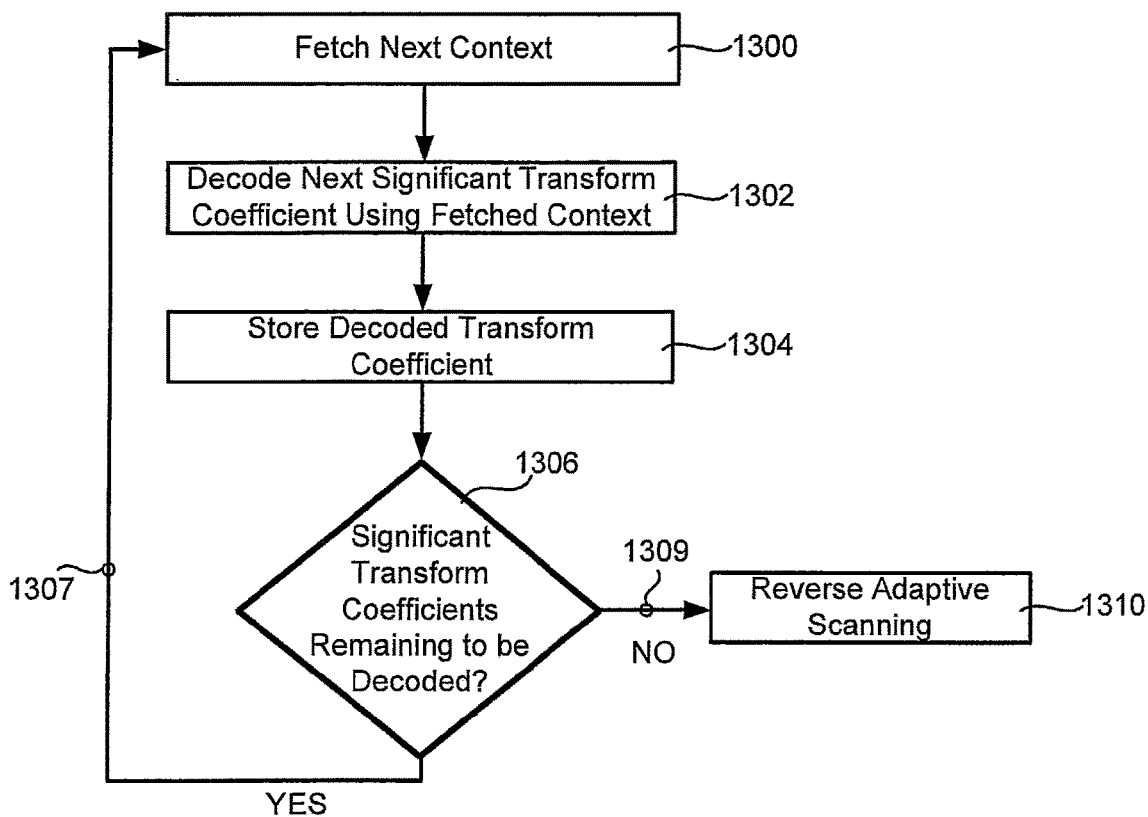 Fetch Next Context
1300
Decode Next Significant Transform
Coefficient Using Fetched Context
1302
Store Decoded Transform
Coefficient
1304
1306
Significant
Transform
Coefficients
Remaining to be
Decoded?
1307
1309
NO
Reverse Adaptive
Scanning
1310
YES